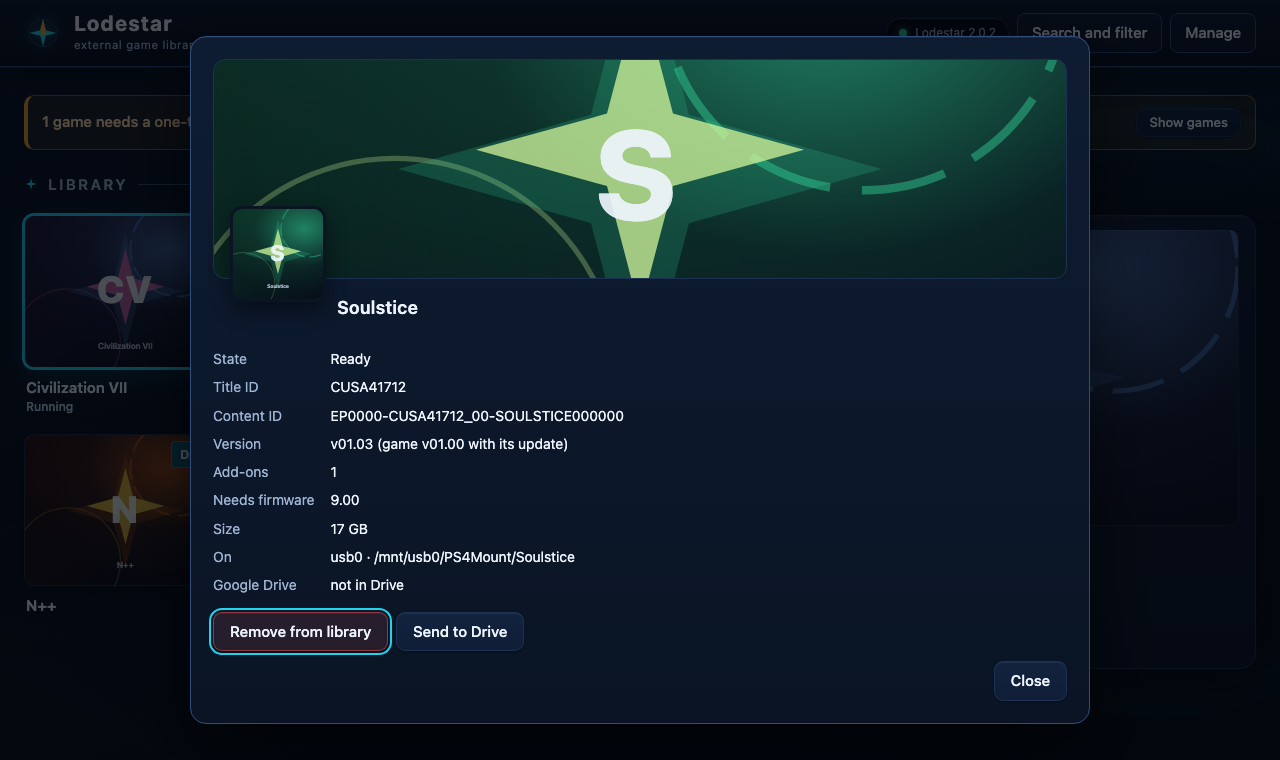 Lodestar
external game librar
Lodestar 2.0.2
Search and filter
Manage
1 game needs a one-t
Show games
LIBRARY
CV
Civilization VII
Civilization VII
Running
D
N
N++
N++
S
S
Soulstice
Soulstice
State Ready
Title ID CUSA41712
Content ID EP0000-CUSA41712_00-SOULSTICE000000
Version v01.03 (game v01.00 with its update)
Add-ons 1
Needs firmware 9.00
Size 17 GB
On usb0 · /mnt/usb0/PS4Mount/Soulstice
Google Drive not in Drive
Remove from library
Send to Drive
Close